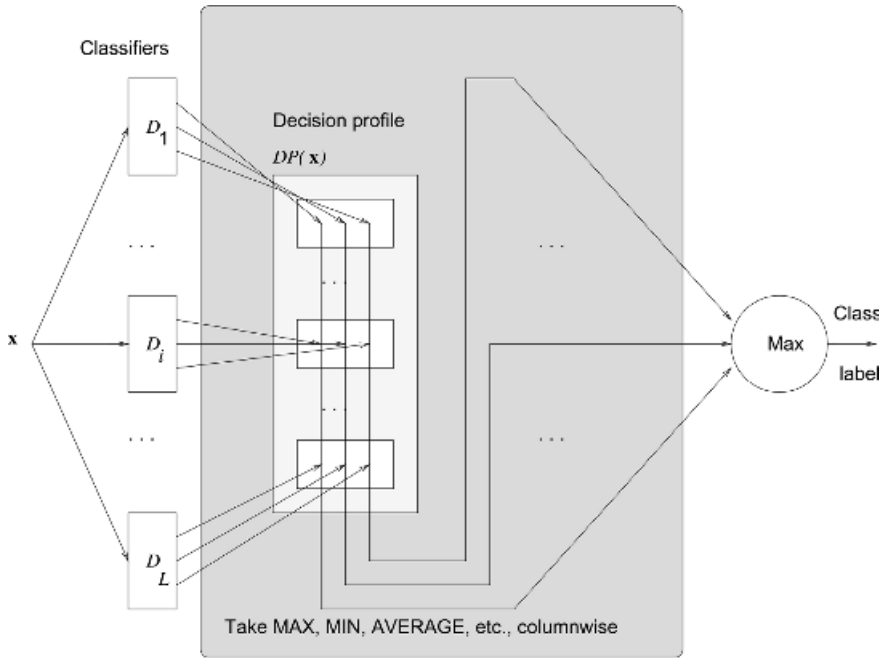 Classifiers
D1
Decision profile
DP(x)
. . .
. . .
. . .
x
Di
Max
Class
label
. . .
. . .
. . .
DL
Take MAX, MIN, AVERAGE, etc., columnwise